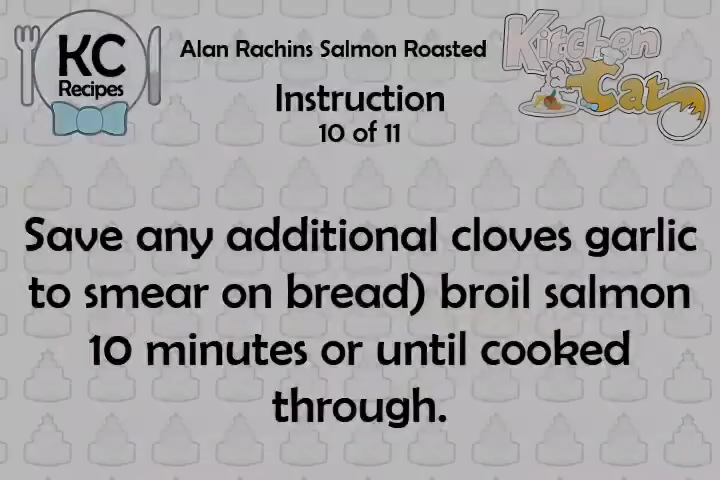 KC
Recipes
Alan Rachins Salmon Roasted
Kitchen
Cat
Instruction
10 of 11
Save any additional cloves garlic
to smear on bread) broil salmon
10 minutes or until cooked
through.